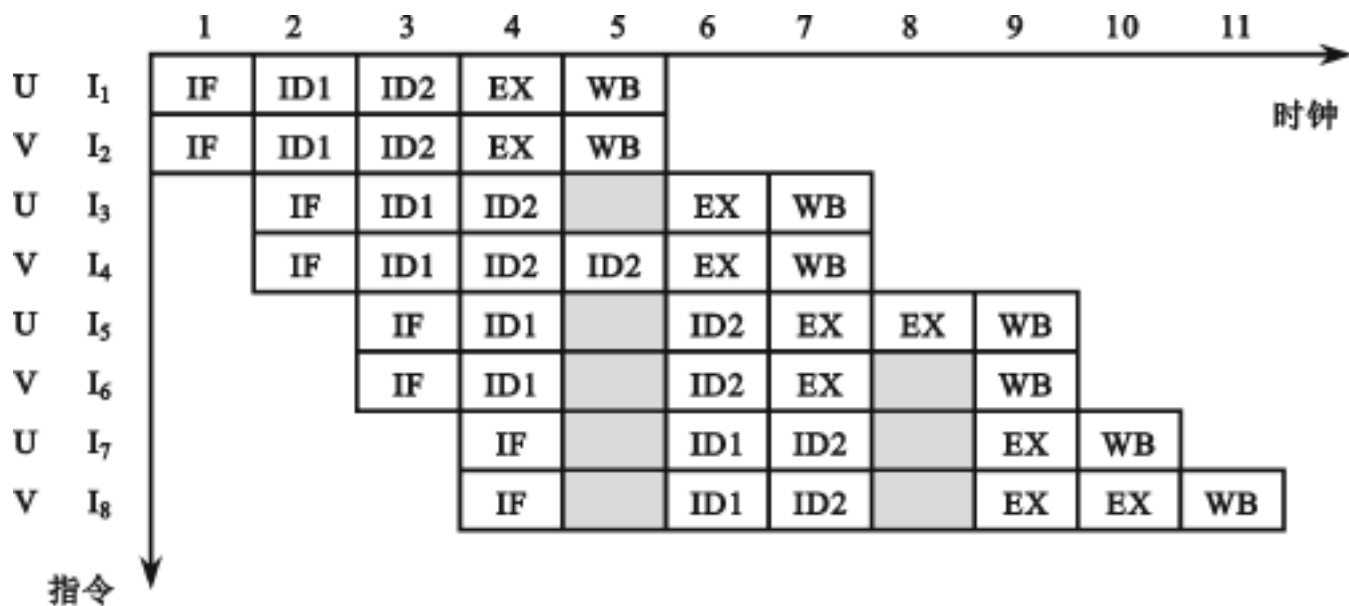 1 2 3 4 5 6 7 8 9 10 11
U I₁ IF ID1 ID2 EX WB
时钟
V I₂ IF ID1 ID2 EX WB
U I₃ IF ID1 ID2 EX WB
V I₄ IF ID1 ID2 ID2 EX WB
U I₅ IF ID1 ID2 EX EX WB
V I₆ IF ID1 ID2 EX WB
U I₇ IF ID1 ID2 EX WB
V I₈ IF ID1 ID2 EX EX WB
指令